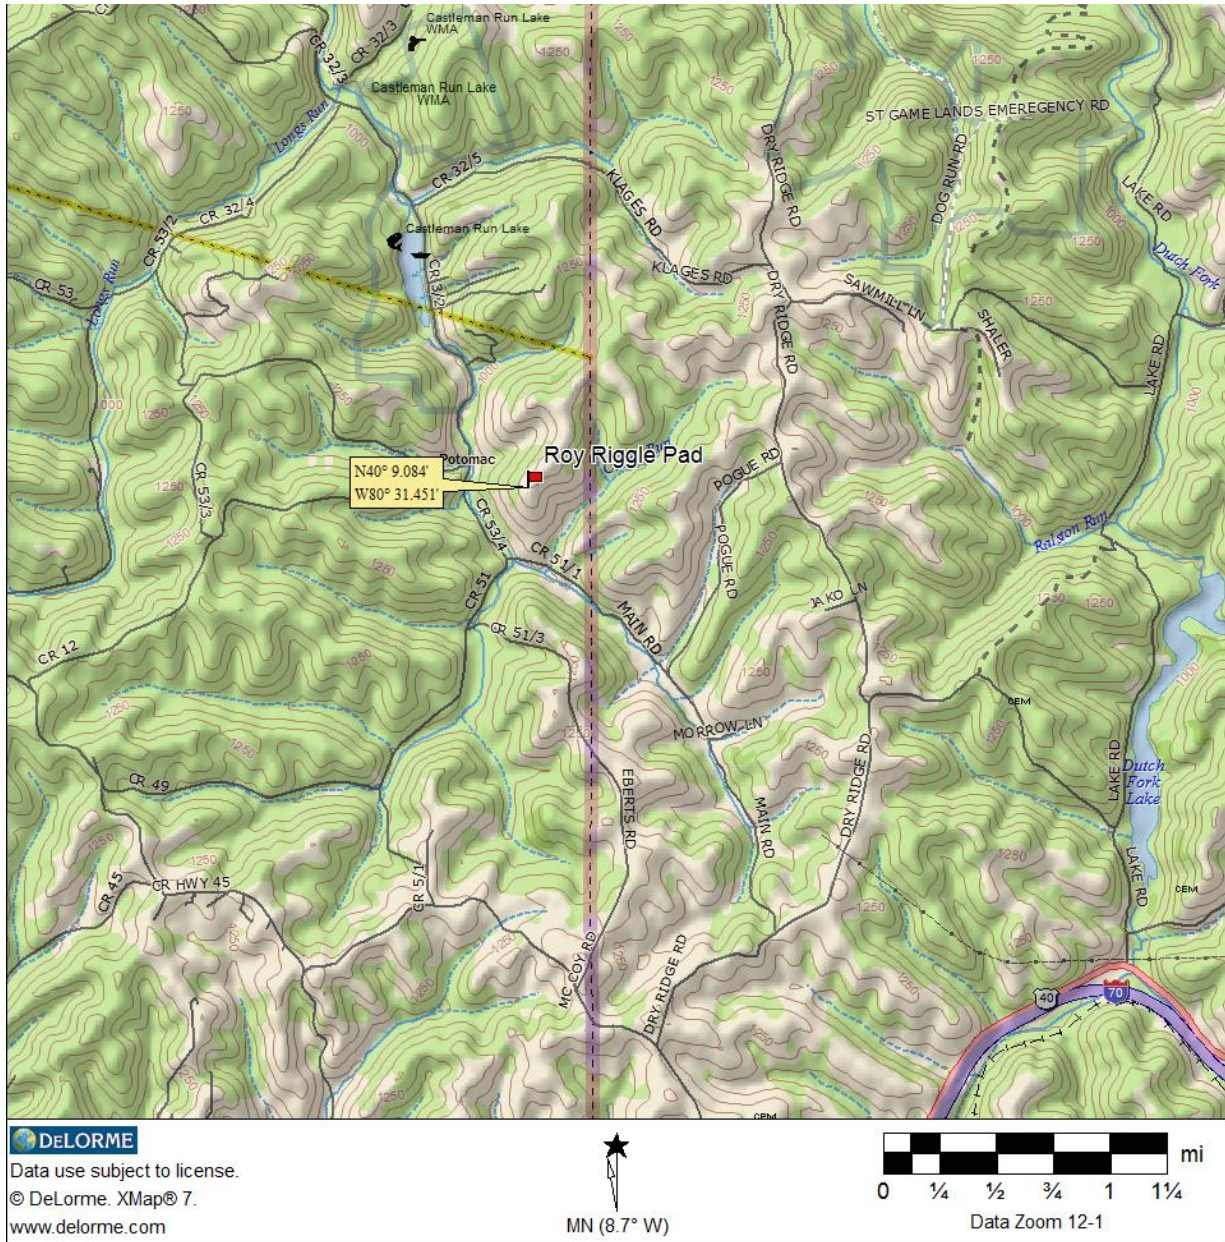 Castleman Run Lake
WMA
CR 32/3
CR 32/3
Castleman Run Lake
WMA
Longs Run
ST GAME LANDS EMEREGENCY RD
DRY RIDGE RD
DOG RUN RD
LAKE RD
CR 32/5
KLAGES RD
CR 32/4
CR 53/2
Castleman Run Lake
Dutch Fork
KLAGES RD
CR 53
Longs Run
CR 3/2
DRY RIDGE RD
SAWMILL LN
SHALER
LAKE RD
1250
1000
Potomac
Roy Riggle Pad
Run
N40° 9.084'
W80° 31.451'
POGUE RD
CR 53/3
CR 53/4
POGUE RD
Ralston Run
CR 51/1
CR 51
JAKO LN
MAIN RD
CR 51/3
CR 12
CEM
MORROW LN
DRY RIDGE RD
LAKE RD
Dutch
Fork
Lake
CR 49
EBERTS RD
MAIN RD
CR 5/1
CR 45
CR HWY 45
LAKE RD
CEM
MC COY RD
DRY RIDGE RD
40
70
CEM
DELORME
Data use subject to license.
© DeLorme. XMap® 7.
www.delorme.com
MN (8.7° W)
mi
0 ¼ ½ ¾ 1 1¼
Data Zoom 12-1